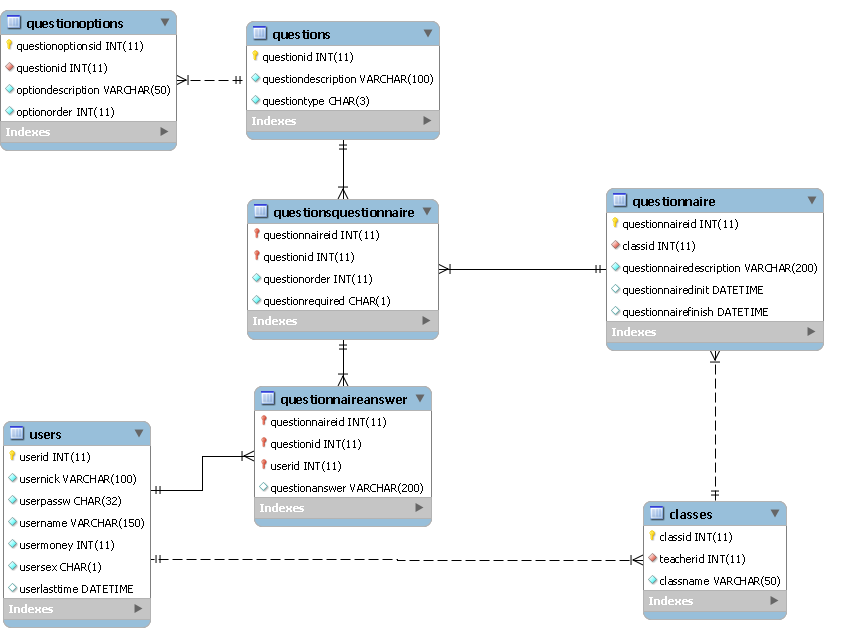 questionoptions
questionoptionsid INT(11)
questionid INT(11)
optiondescription VARCHAR(50)
optionorder INT(11)
Indexes
questions
questionid INT(11)
questiondescription VARCHAR(100)
questiontype CHAR(3)
Indexes
questionsquestionnaire
questionnaireid INT(11)
questionid INT(11)
questionorder INT(11)
questionrequired CHAR(1)
Indexes
questionnaire
questionnaireid INT(11)
classid INT(11)
questionnairedescription VARCHAR(200)
questionnairedinit DATETIME
questionnairefinish DATETIME
Indexes
questionnaireanswer
questionnaireid INT(11)
questionid INT(11)
userid INT(11)
questionanswer VARCHAR(200)
Indexes
users
userid INT(11)
usernick VARCHAR(100)
userpassw CHAR(32)
username VARCHAR(150)
usermoney INT(11)
usersex CHAR(1)
userlasttime DATETIME
Indexes
classes
classid INT(11)
teacherid INT(11)
classname VARCHAR(50)
Indexes